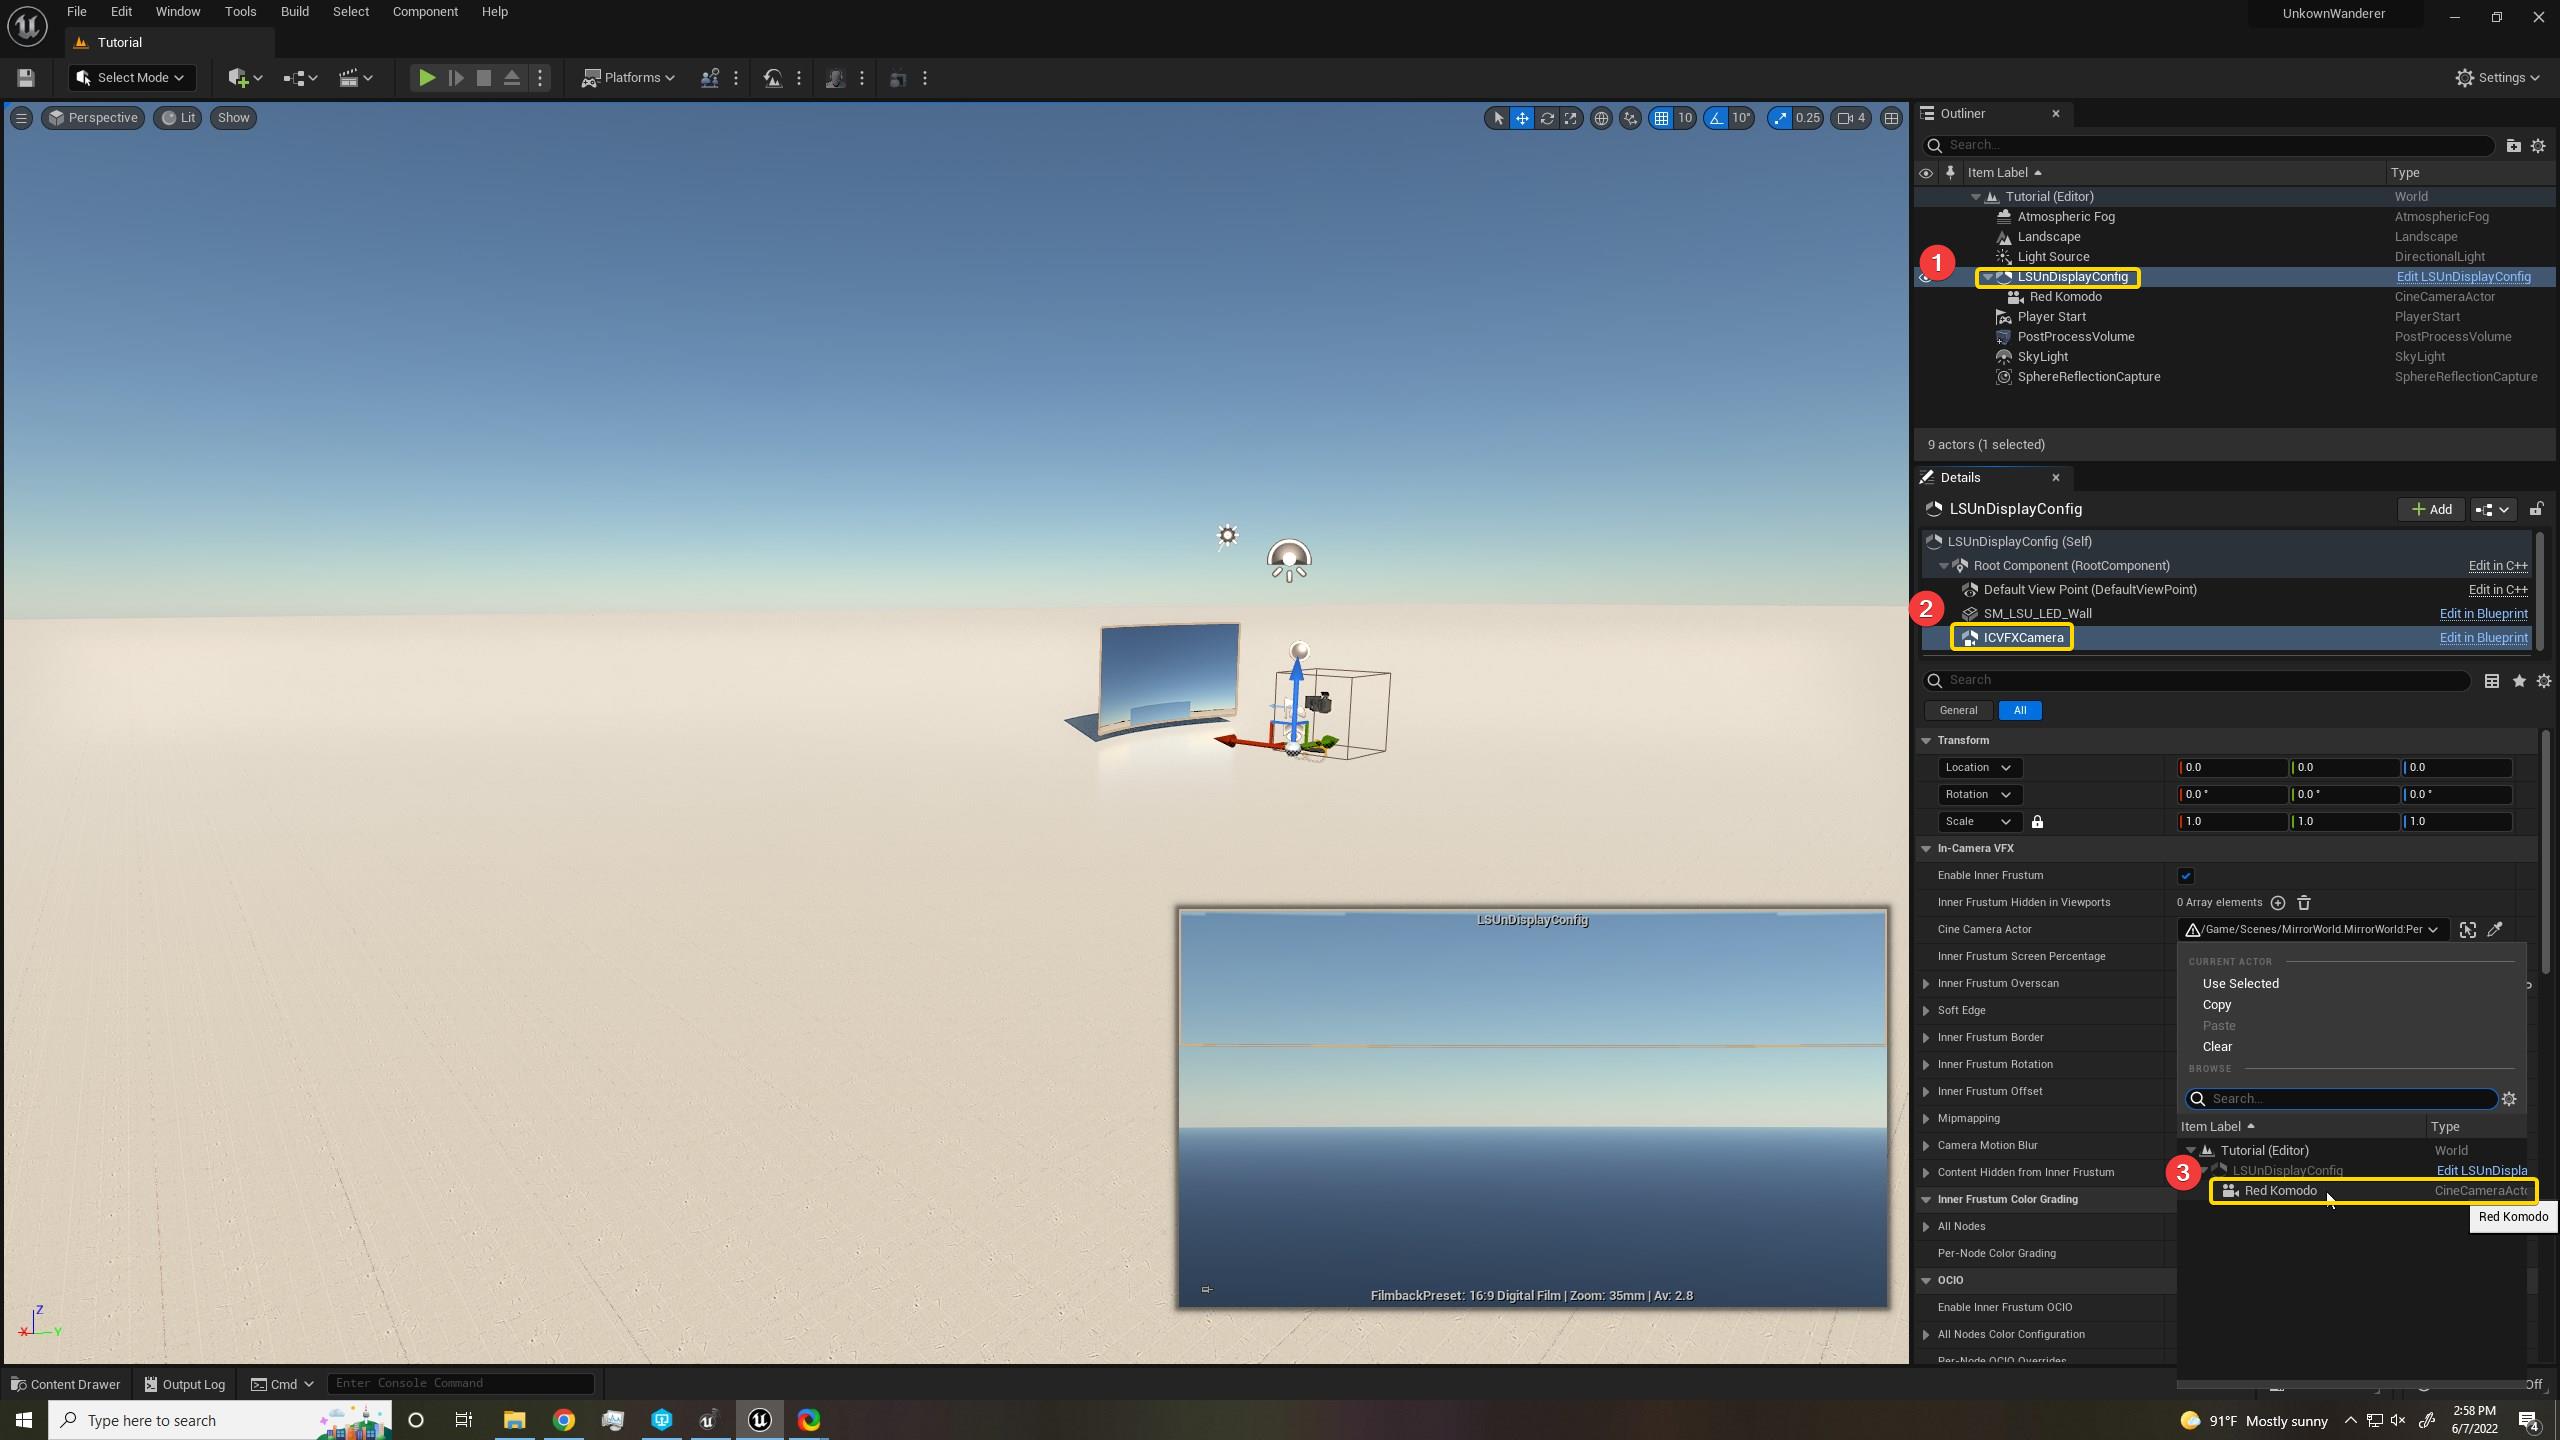 File Edit Window Tools Build Select Component Help
UnkownWanderer
Tutorial
Select Mode
Platforms
Settings
Perspective Lit Show
10 10° 0.25 4
Outliner
Search...
Item Label Type
Tutorial (Editor) World
Atmospheric Fog AtmosphericFog
Landscape Landscape
Light Source DirectionalLight
1
LSUnDisplayConfig Edit LSUnDisplayConfig
Red Komodo CineCameraActor
Player Start PlayerStart
PostProcessVolume PostProcessVolume
SkyLight SkyLight
SphereReflectionCapture SphereReflectionCapture
9 actors (1 selected)
Details
LSUnDisplayConfig Add
LSUnDisplayConfig (Self)
Root Component (RootComponent) Edit in C++
Default View Point (DefaultViewPoint) Edit in C++
2
SM_LSU_LED_Wall Edit in Blueprint
ICVFXCamera Edit in Blueprint
Search
General All
Transform
Location 0.0 0.0 0.0
Rotation 0.0 ° 0.0 ° 0.0 °
Scale 1.0 1.0 1.0
In-Camera VFX
Enable Inner Frustum
Inner Frustum Hidden in Viewports 0 Array elements
Cine Camera Actor /Game/Scenes/MirrorWorld.MirrorWorld:Per
Inner Frustum Screen Percentage
Inner Frustum Overscan
Soft Edge
Inner Frustum Border
Inner Frustum Rotation
Inner Frustum Offset
Mipmapping
Camera Motion Blur
Content Hidden from Inner Frustum
Inner Frustum Color Grading
All Nodes
Per-Node Color Grading
OCIO
Enable Inner Frustum OCIO
All Nodes Color Configuration
Per-Node OCIO Overrides
CURRENT ACTOR
Use Selected
Copy
Paste
Clear
BROWSE
Search...
Item Label Type
Tutorial (Editor) World
3
LSUnDisplayConfig Edit LSUnDispla
Red Komodo CineCameraActo
Red Komodo
LSUnDisplayConfig
FilmbackPreset: 16:9 Digital Film | Zoom: 35mm | Av: 2.8
Z
X Y
Content Drawer Output Log Cmd Enter Console Command
Off
Type here to search
91°F Mostly sunny
2:58 PM
6/7/2022
4